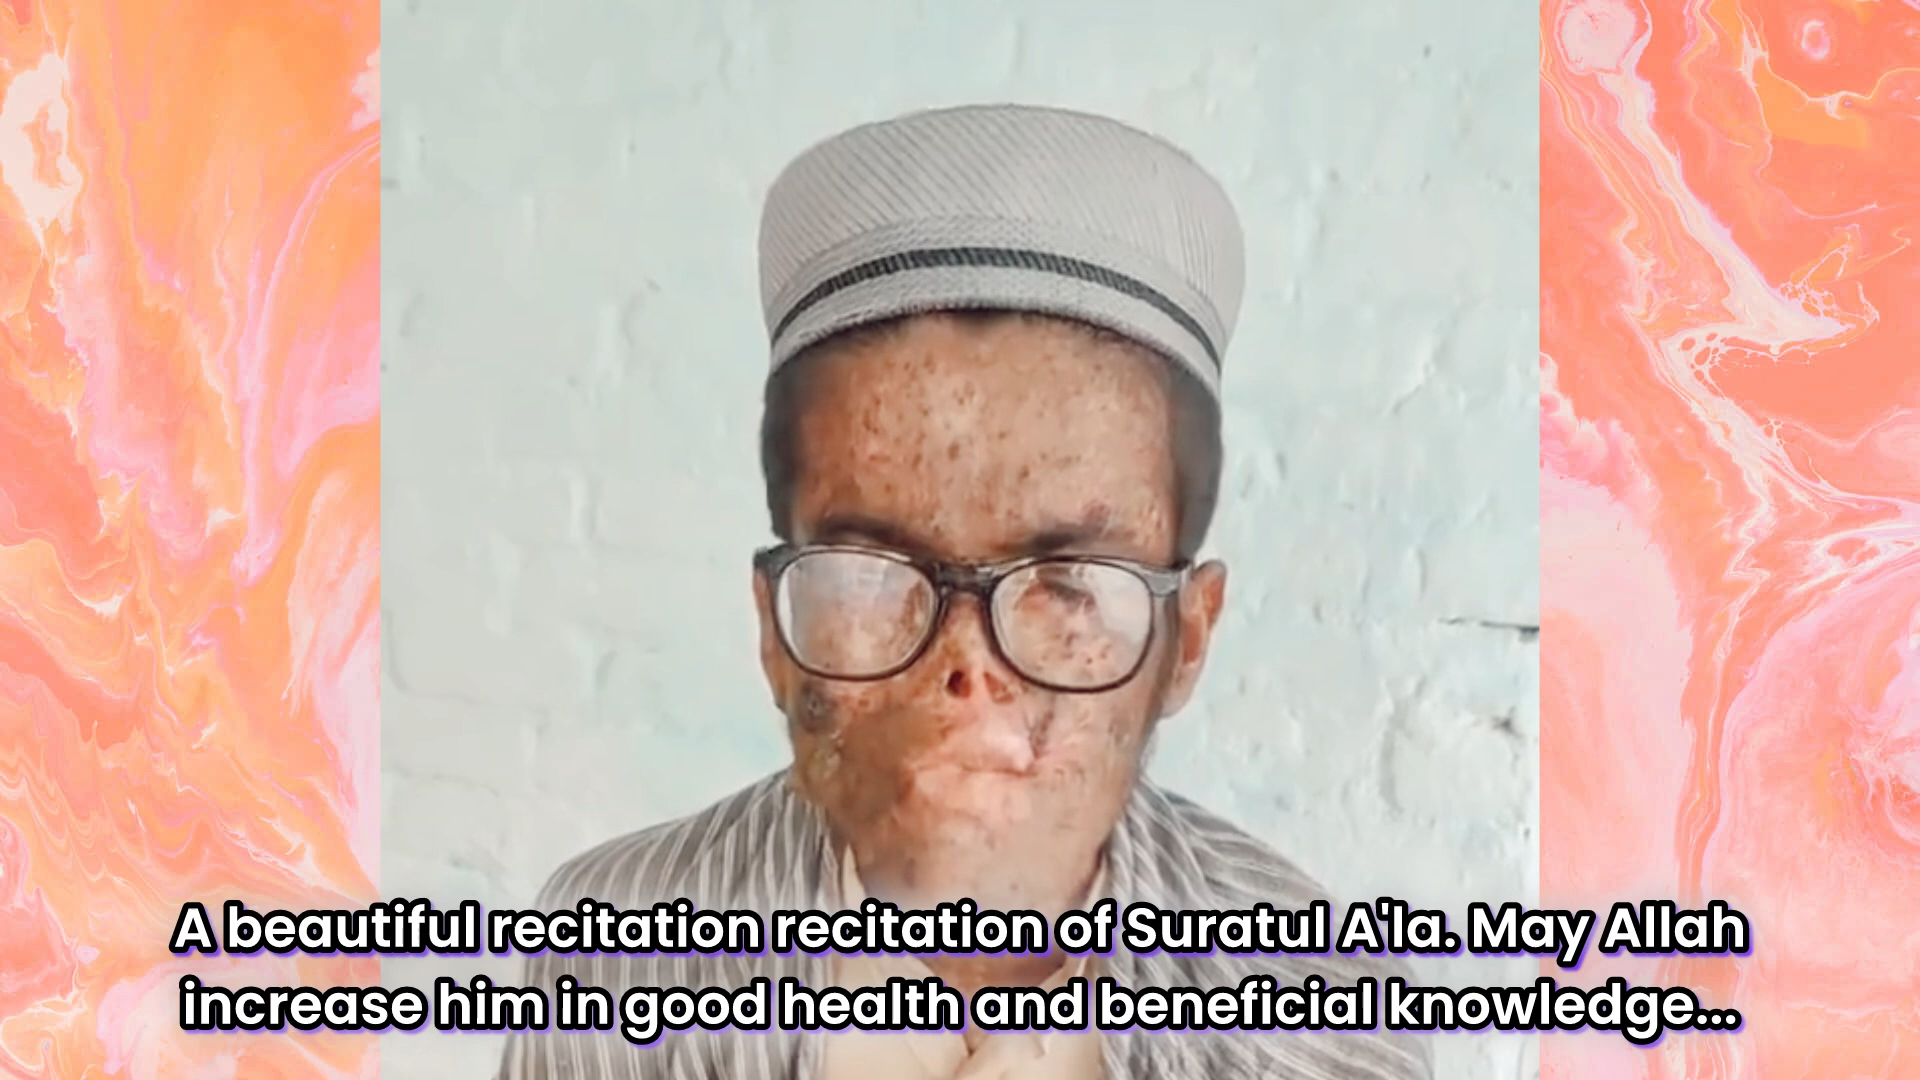 A beautiful recitation recitation of Suratul A'la. May Allah
increase him in good health and beneficial knowledge...